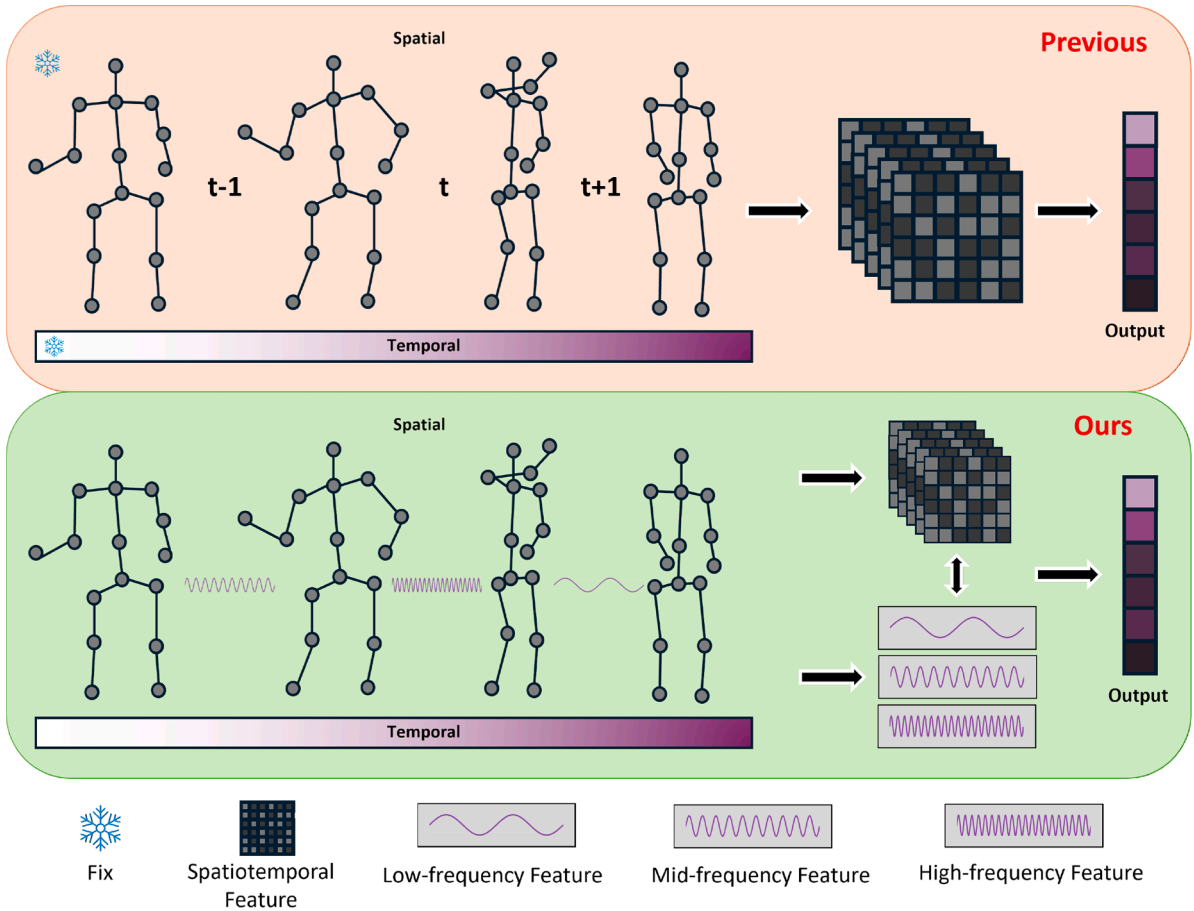 Spatial
Previous
t-1
t
t+1
Output
Temporal
Spatial
Ours
Output
Temporal
Fix
Spatiotemporal
Feature
Low-frequency Feature
Mid-frequency Feature
High-frequency Feature